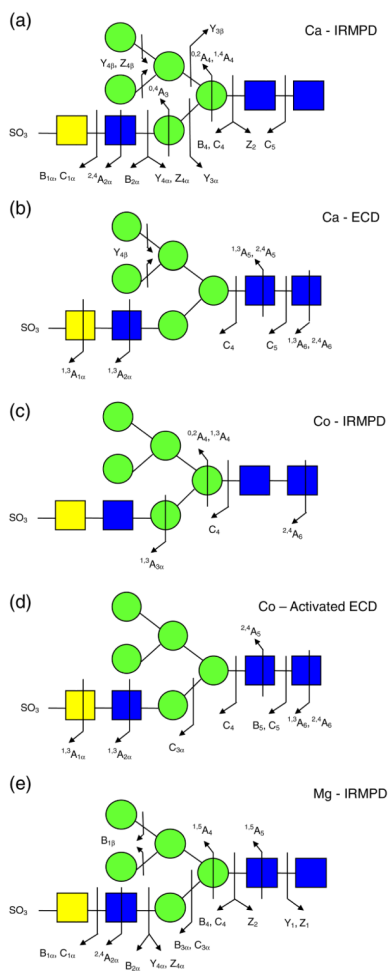 (a)
Ca - IRMPD
Y3β
Y4β, Z4β
0,2A4, 1,4A4
0,4A3
SO3
B1α, C1α
2,4A2α
B2α
Y4α, Z4α
Y3α
B4, C4
Z2
C5
(b)
Ca - ECD
Y4β
1,3A5, 2,4A5
SO3
C4
C5
1,3A6, 2,4A6
1,3A1α
1,3A2α
(c)
Co - IRMPD
0,2A4, 1,3A4
SO3
C4
2,4A6
1,3A3α
(d)
Co – Activated ECD
2,4A5
SO3
C4
B5, C5
1,3A6, 2,4A6
1,3A1α
1,3A2α
C3α
(e)
Mg - IRMPD
B1β
1,5A4
1,5A5
SO3
B4, C4
Z2
Y1, Z1
B3α, C3α
B1α, C1α
2,4A2α
B2α
Y4α, Z4α